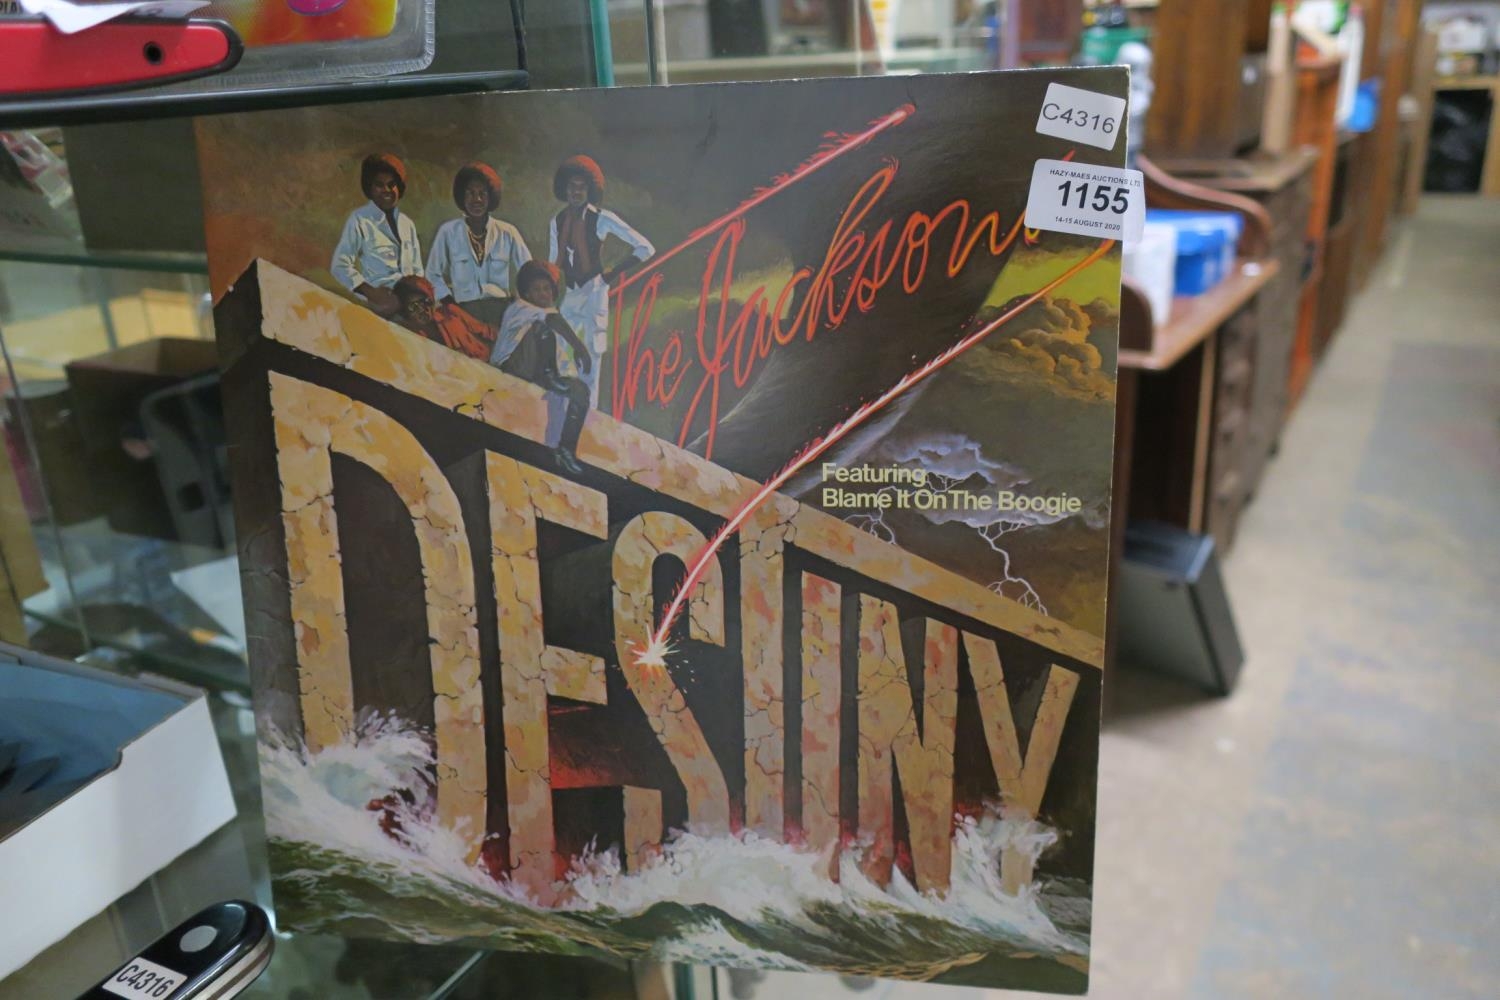 C4316
HAZY-MAES AUCTIONS LTD
1155
14-15 AUGUST 2020
The Jacksons
Featuring
Blame It On The Boogie
DESTINY
C4316